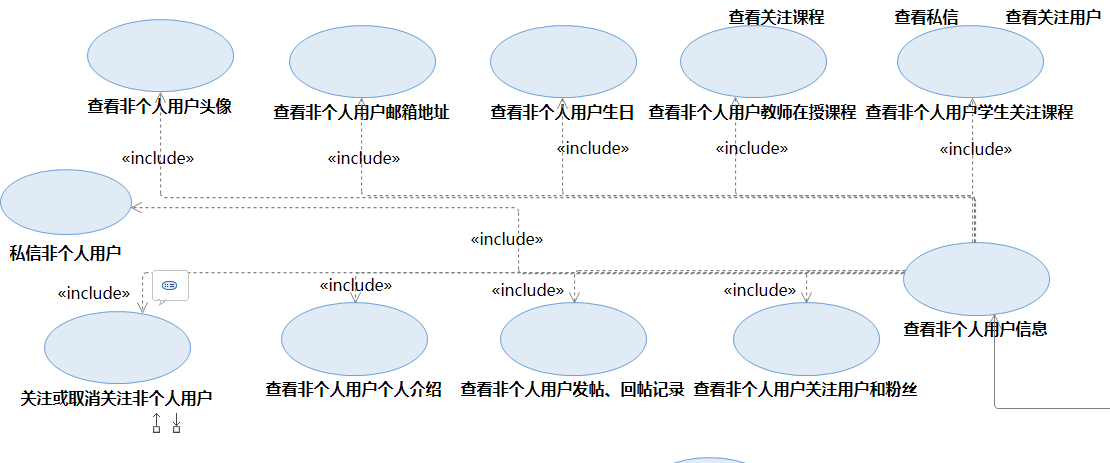 查看关注课程 查看私信 查看关注用户
查看非个人用户头像 查看非个人用户邮箱地址 查看非个人用户生日 查看非个人用户教师在授课程 查看非个人用户学生关注课程
«include» «include» «include» «include» «include»
«include»
私信非个人用户
«include» «include» «include» «include»
查看非个人用户信息
关注或取消关注非个人用户 查看非个人用户个人介绍 查看非个人用户发帖、回帖记录 查看非个人用户关注用户和粉丝